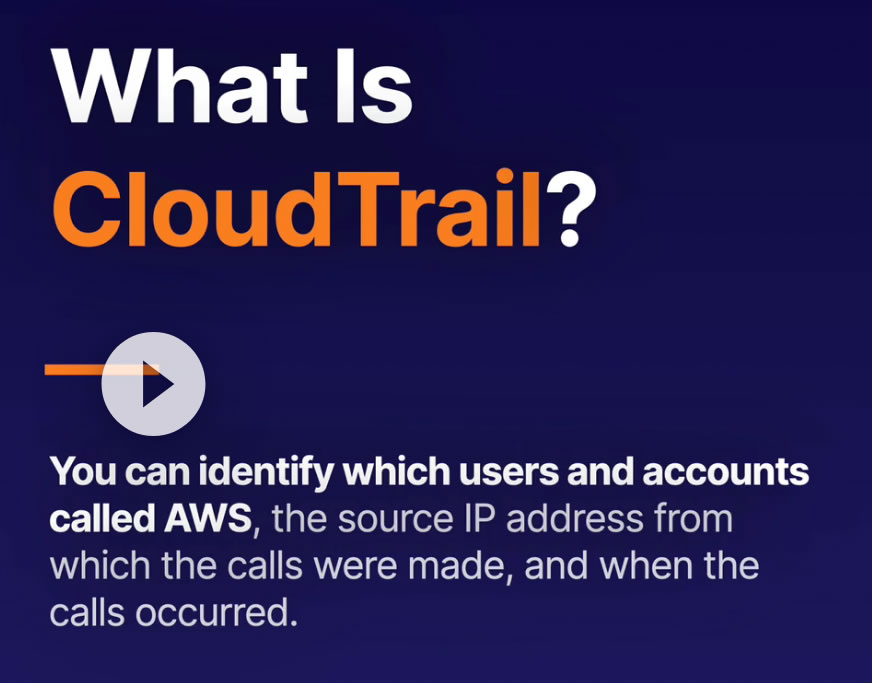 What Is
CloudTrail?
You can identify which users and accounts
called AWS, the source IP address from
which the calls were made, and when the
calls occurred.